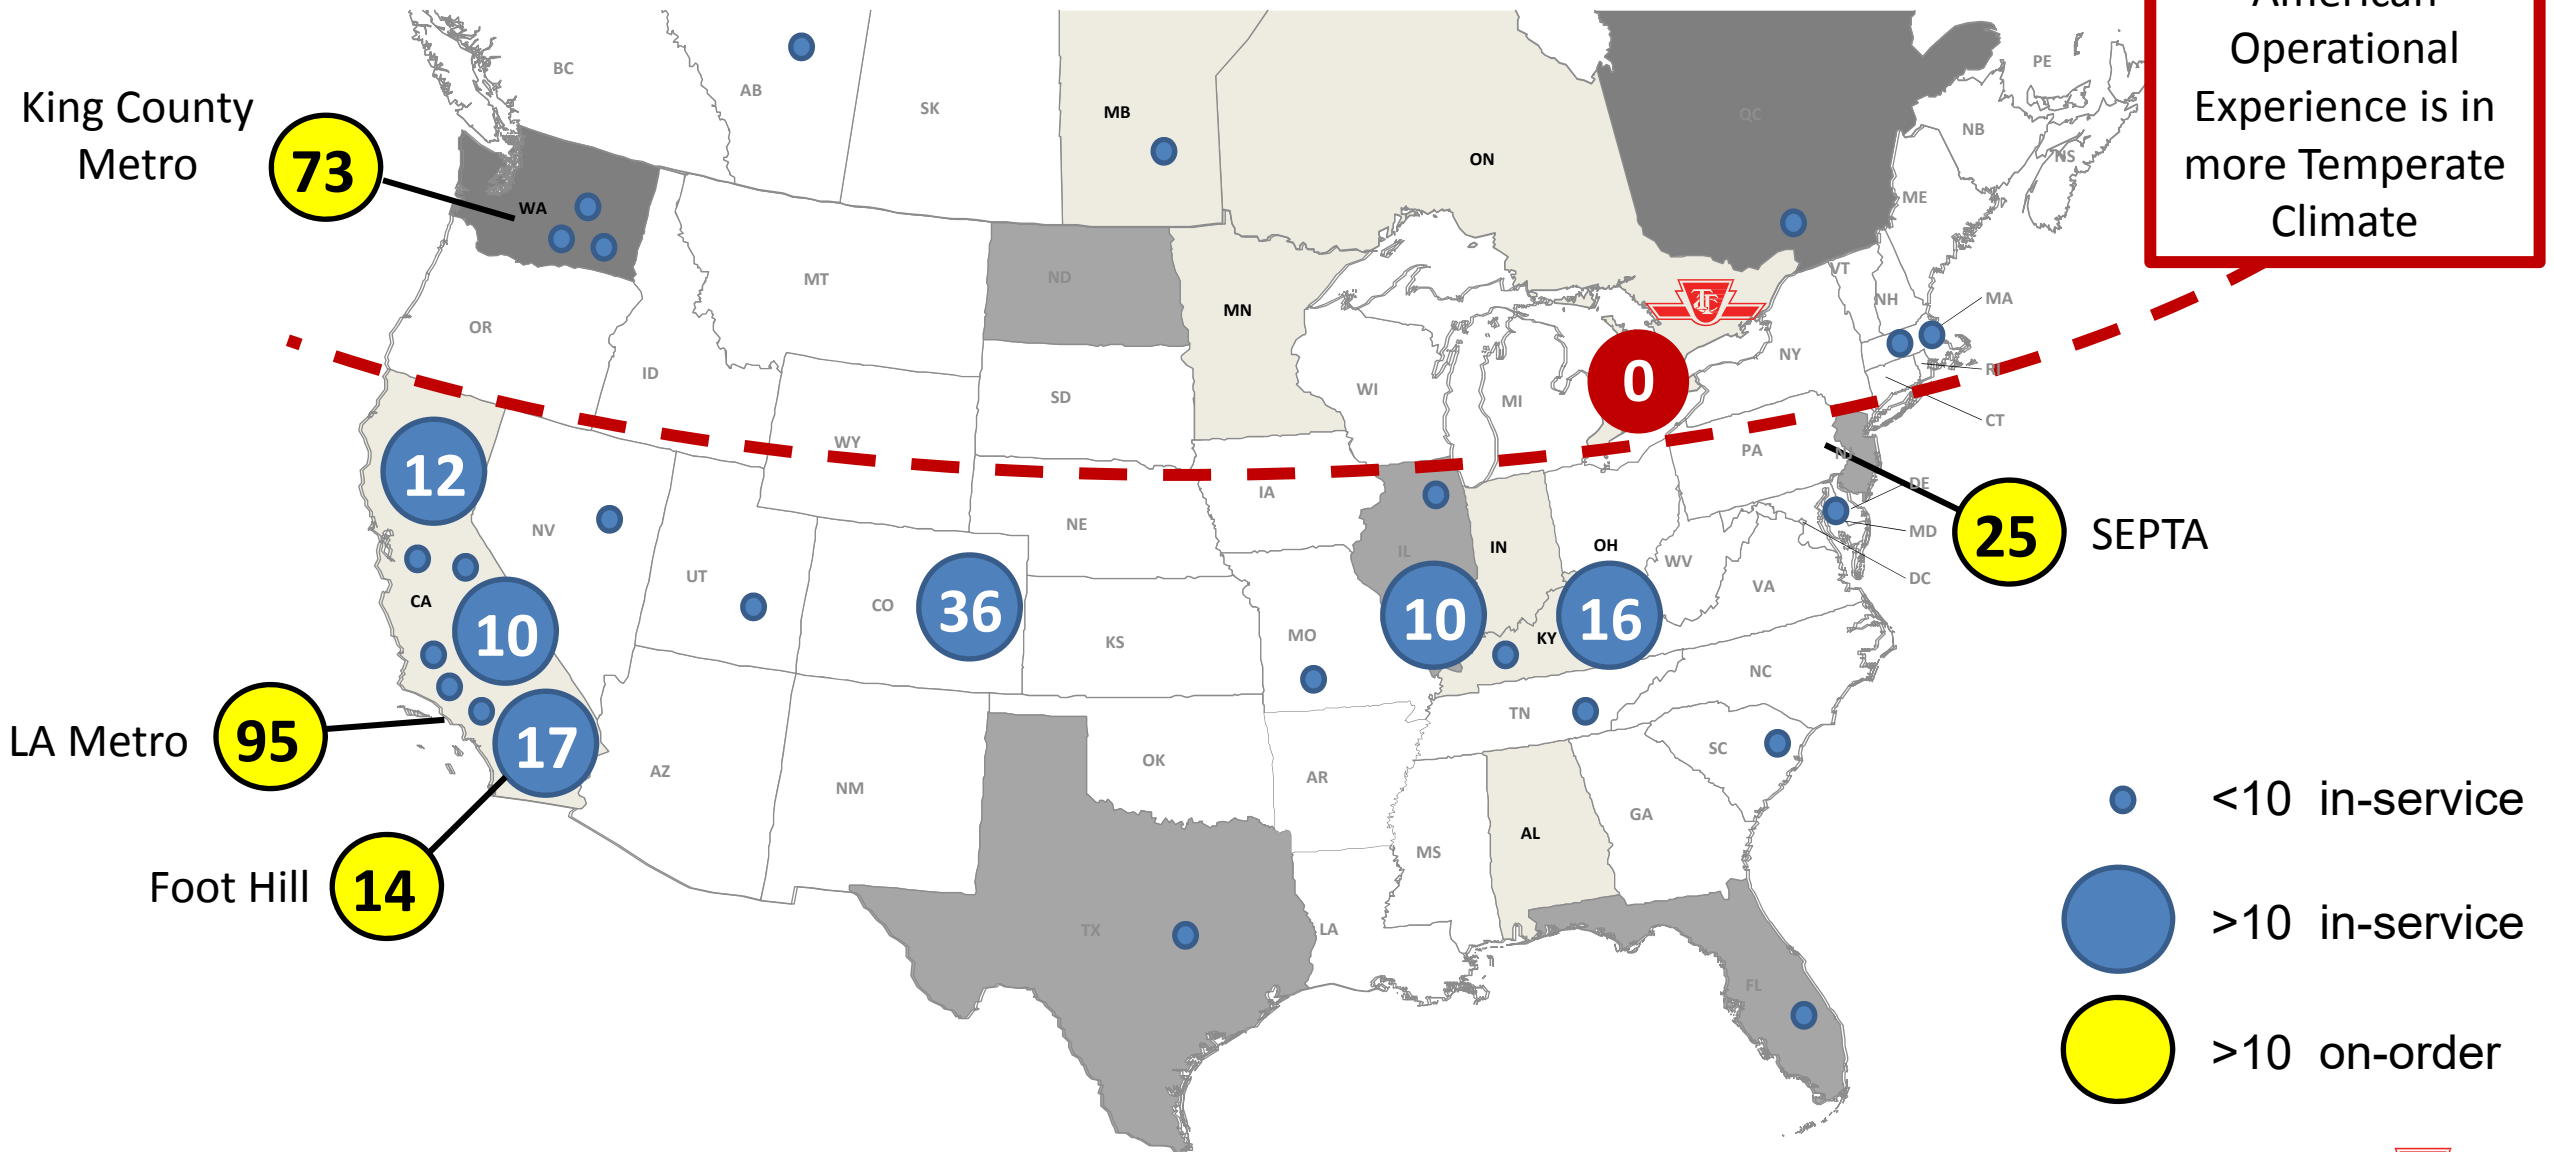 American
Operational
Experience is in
more Temperate
Climate
BC
AB
SK
MB
ON
QC
PE
NB
NS
King County
Metro
73
WA
ME
MT
ND
MN
VT
NH
MA
OR
ID
SD
WI
MI
NY
0
RI
CT
WY
12
NV
NE
IA
PA
NJ
DE
IL
IN
OH
WV
MD
25
SEPTA
CA
UT
CO
36
VA
DC
10
KS
MO
10
KY
16
LA Metro
95
17
AZ
NM
OK
AR
TN
NC
SC
Foot Hill
14
MS
AL
GA
TX
LA
FL
<10 in-service
>10 in-service
>10 on-order